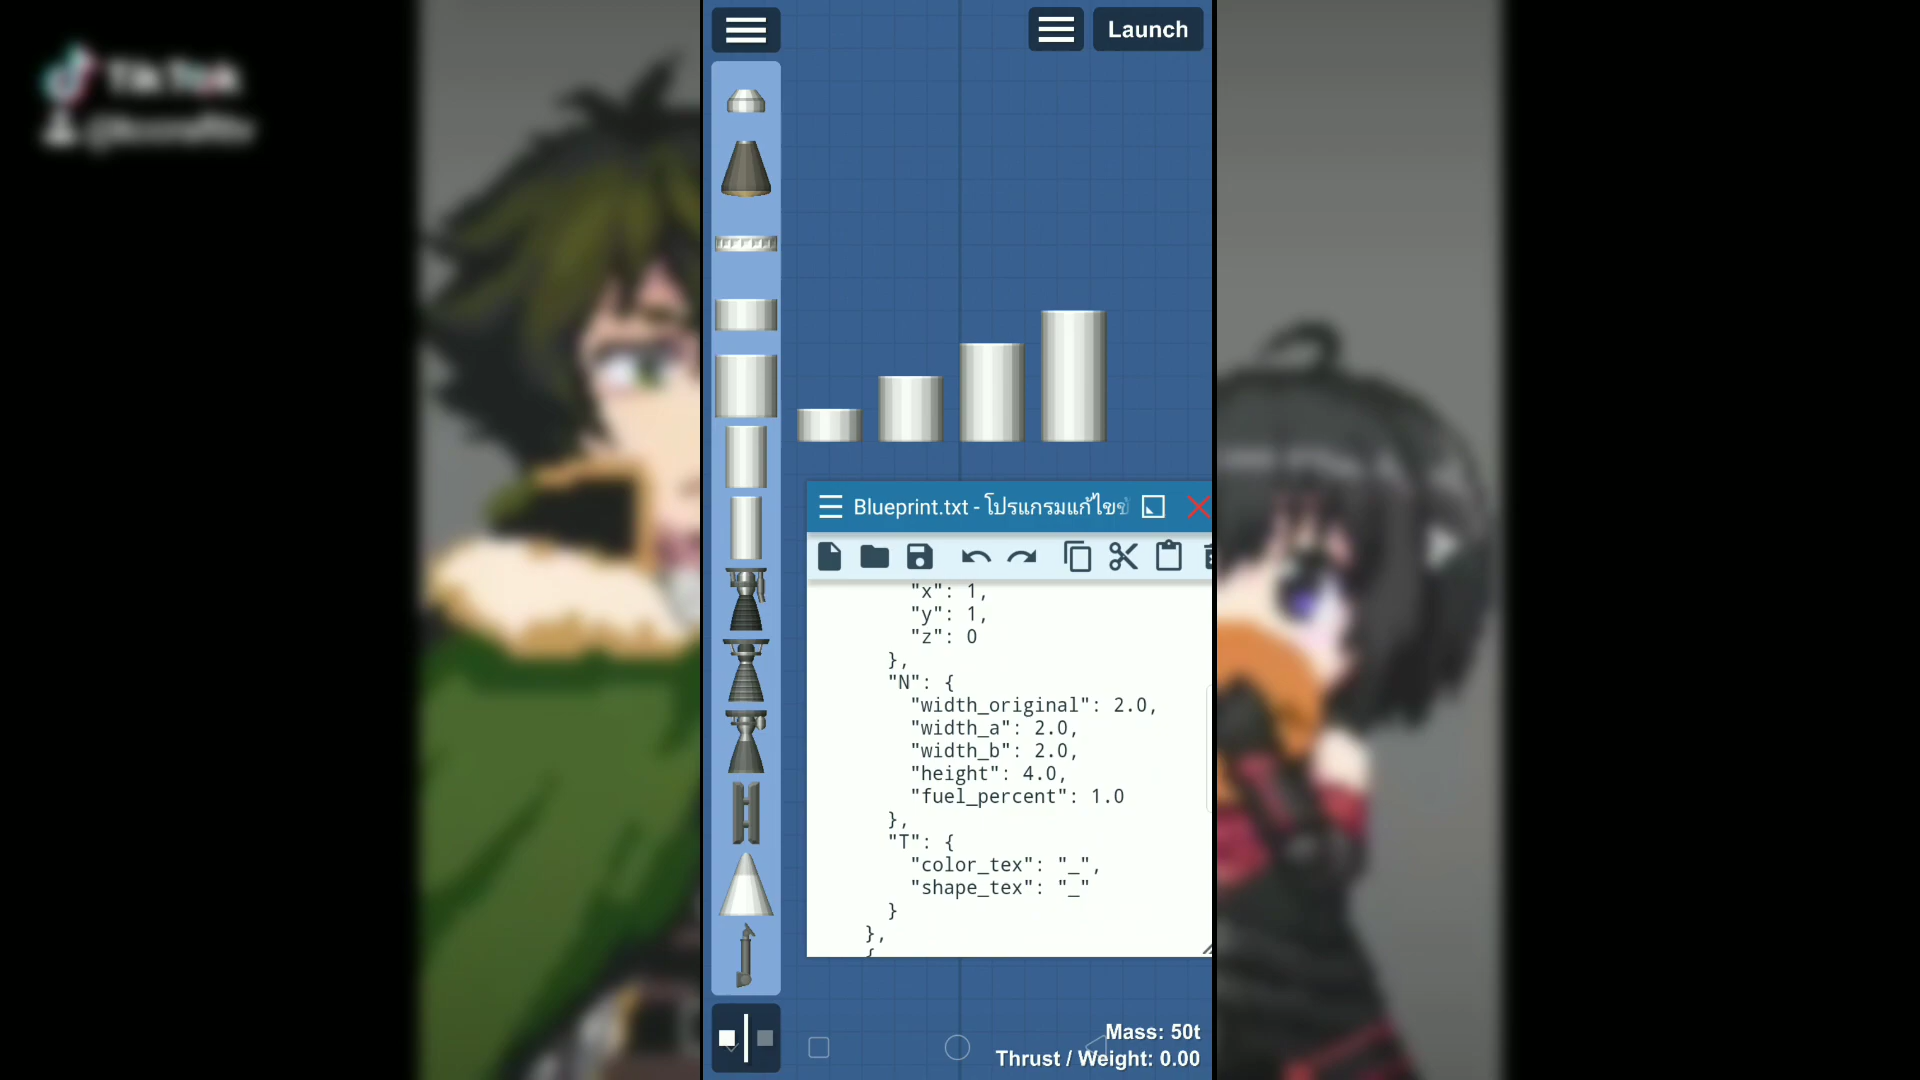 TikTok
Launch
Blueprint.txt - โปรแกรมแก้ไข
"x": 1,
"y": 1,
"z": 0
},
"N": {
"width_original": 2.0,
"width_a": 2.0,
"width_b": 2.0,
"height": 4.0,
"fuel_percent": 1.0
},
"T": {
"color_tex": "_",
"shape_tex": "_"
}
},
{
Mass: 50t
Thrust / Weight: 0.00